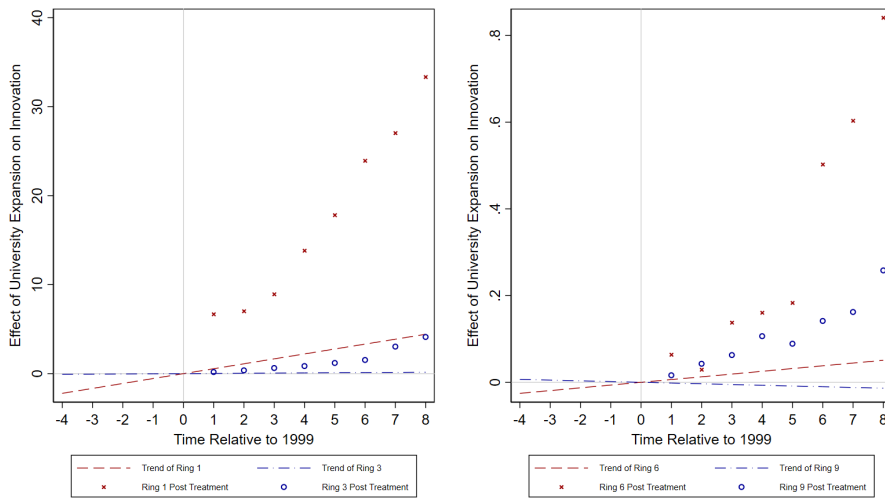 Effect of University Expansion on Innovation
40
30
20
10
0
-4 -3 -2 -1 0 1 2 3 4 5 6 7 8
Time Relative to 1999
Trend of Ring 1 Trend of Ring 3
Ring 1 Post Treatment Ring 3 Post Treatment
Effect of University Expansion on Innovation
.8
.6
.4
.2
0
-4 -3 -2 -1 0 1 2 3 4 5 6 7 8
Time Relative to 1999
Trend of Ring 6 Trend of Ring 9
Ring 6 Post Treatment Ring 9 Post Treatment